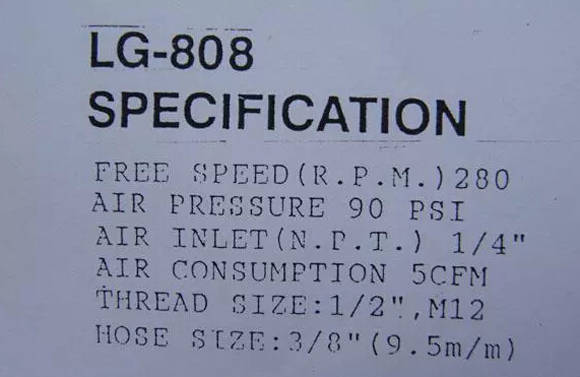 LG-808
SPECIFICATION
FREE SPEED(R.P.M.)280
AIR PRESSURE 90 PSI
AIR INLET(N.P.T.) 1/4"
AIR CONSUMPTION 5CFM
THREAD SIZE:1/2",M12
HOSE SIZE:3/8"(9.5m/m)